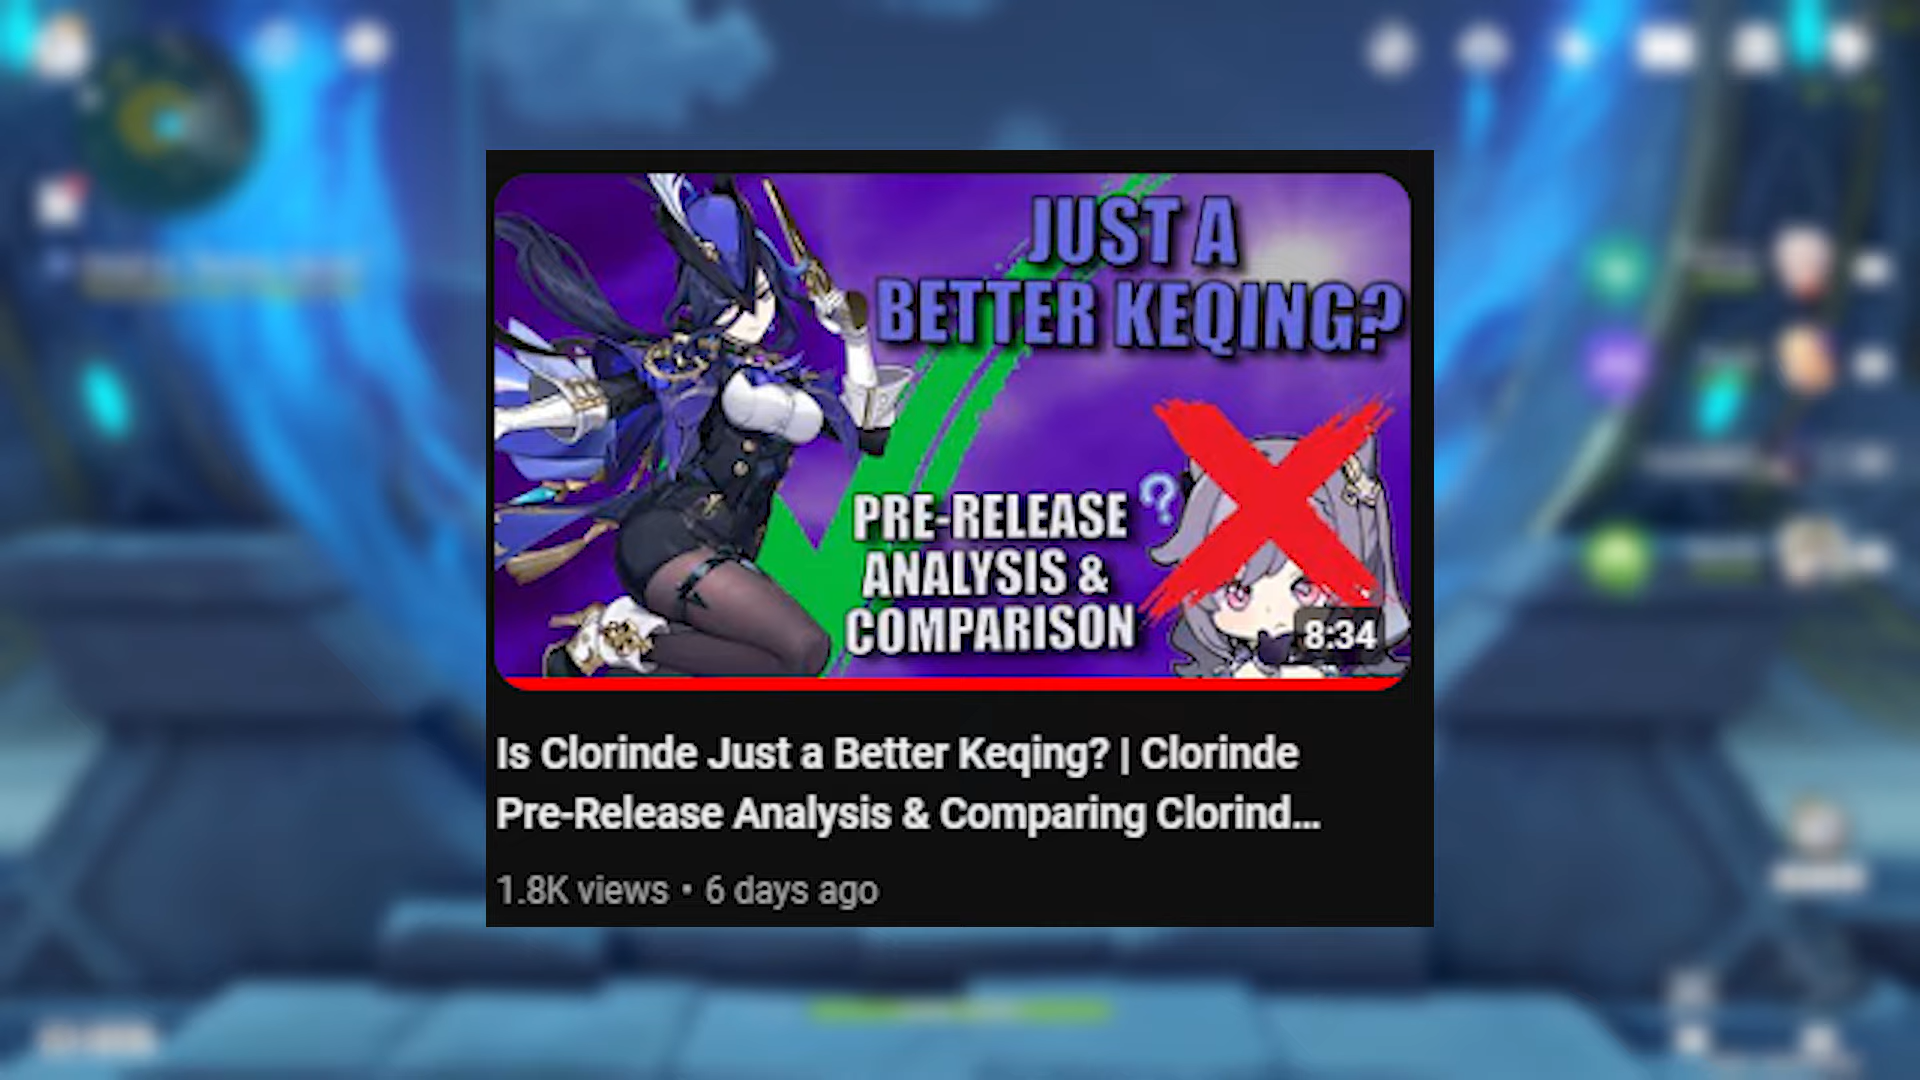 JUST A
BETTER KEQING?
PRE-RELEASE
ANALYSIS &
COMPARISON
?
8:34
Is Clorinde Just a Better Keqing? | Clorinde
Pre-Release Analysis & Comparing Clorind...
1.8K views • 6 days ago